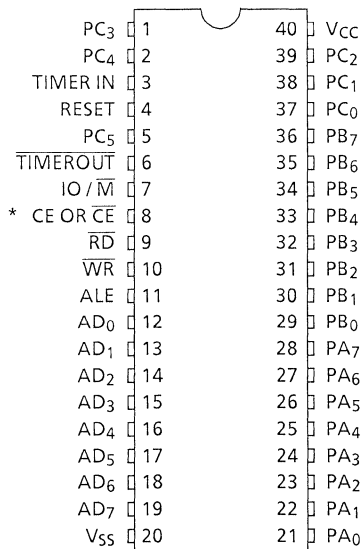 PC3 1 40 VCC
PC4 2 39 PC2
TIMER IN 3 38 PC1
RESET 4 37 PC0
PC5 5 36 PB7
TIMEROUT 6 35 PB6
IO / M 7 34 PB5
* CE OR CE 8 33 PB4
RD 9 32 PB3
WR 10 31 PB2
ALE 11 30 PB1
AD0 12 29 PB0
AD1 13 28 PA7
AD2 14 27 PA6
AD3 15 26 PA5
AD4 16 25 PA4
AD5 17 24 PA3
AD6 18 23 PA2
AD7 19 22 PA1
VSS 20 21 PA0